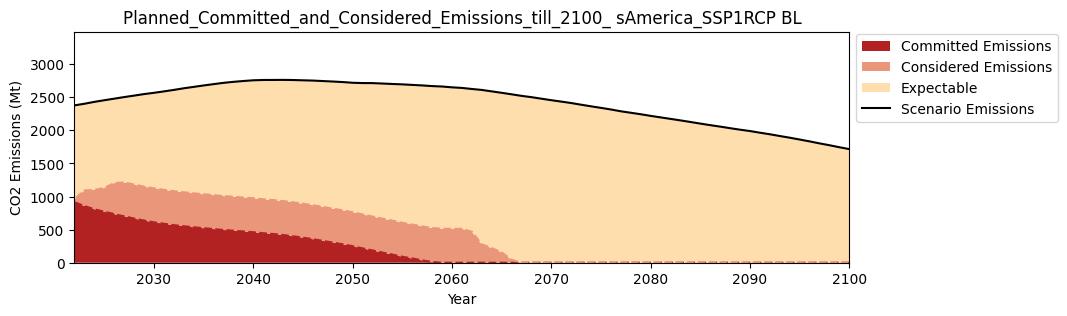 Planned_Committed_and_Considered_Emissions_till_2100_ sAmerica_SSP1RCP BL
CO2 Emissions (Mt)
3000
2500
2000
1500
1000
500
0
2030 2040 2050 2060 2070 2080 2090 2100
Year
Committed Emissions
Considered Emissions
Expectable
Scenario Emissions